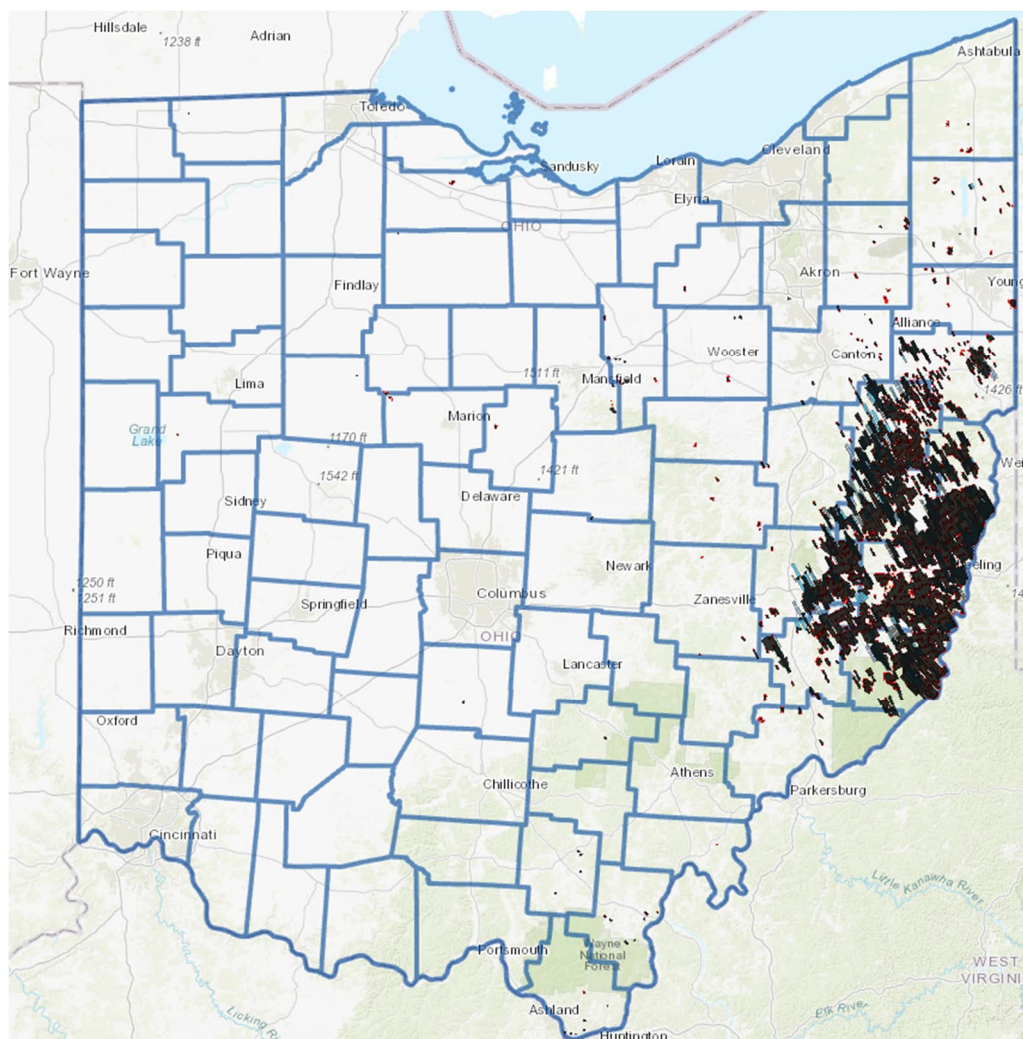 Hillsdale
1238 ft
Adrian
Ashtabula
Toledo
Sandusky
Lorain
Cleveland
Elyria
OHIO
Fort Wayne
Akron
Findlay
Young
Alliance
Wooster
Canton
1511 ft
Mansfield
Lima
1426 ft
Marion
Grand
Lake
1170 ft
1421 ft
Wei
1542 ft
Delaware
Sidney
Piqua
eling
Newark
1250 ft
251 ft
Columbus
Zanesville
Springfield
Richmond
OHIO
Dayton
Lancaster
Oxford
Athens
Chillicothe
Parkersburg
Cincinnati
Little Kanawha River
Portsmouth
Wayne
National
Forest
WEST
VIRGINI
Ashland
Elk River
Licking R
Huntington